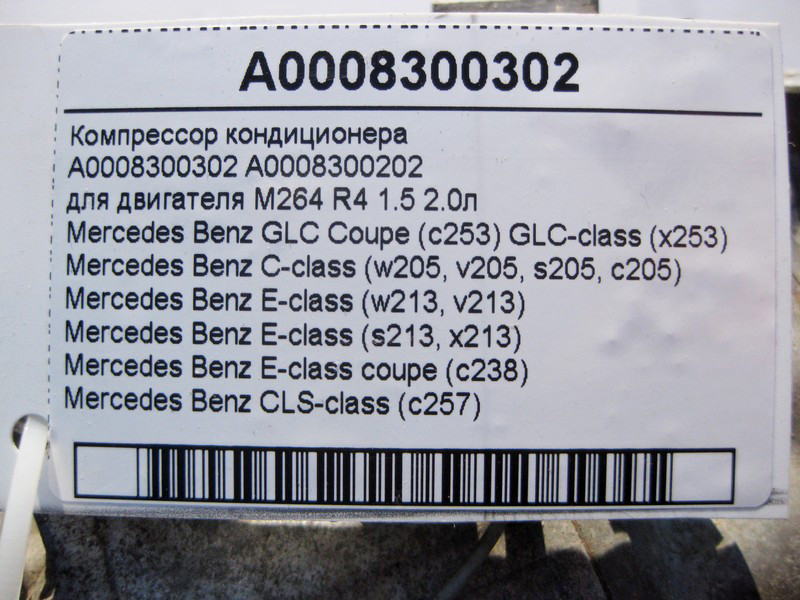 A0008300302
Компрессор кондиционера
A0008300302 A0008300202
для двигателя M264 R4 1.5 2.0л
Mercedes Benz GLC Coupe (c253) GLC-class (x253)
Mercedes Benz C-class (w205, v205, s205, c205)
Mercedes Benz E-class (w213, v213)
Mercedes Benz E-class (s213, x213)
Mercedes Benz E-class coupe (c238)
Mercedes Benz CLS-class (c257)